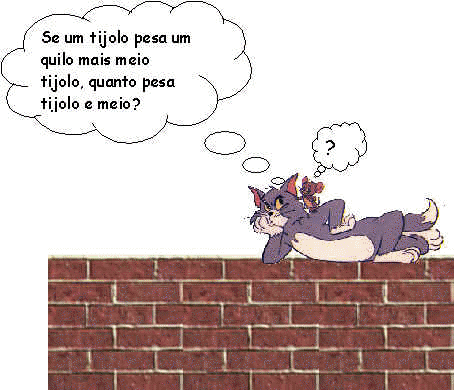 Se um tijolo pesa um
quilo mais meio
tijolo, quanto pesa
tijolo e meio?
?